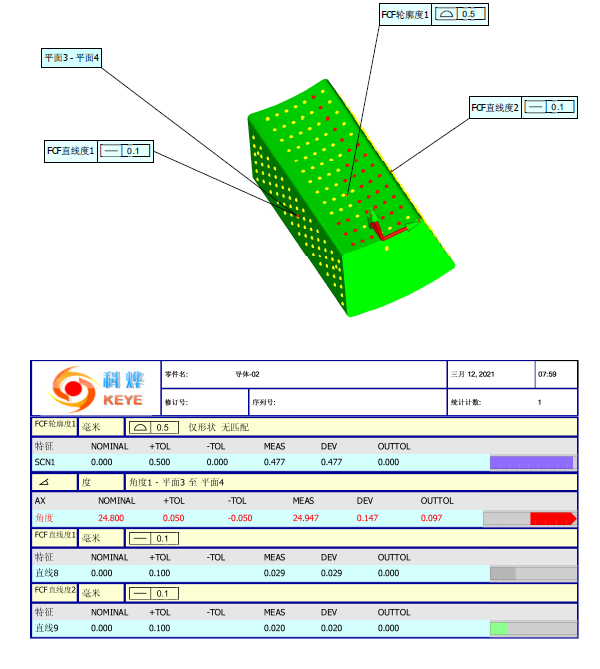 FCF轮廓度1 0.5
平面3 - 平面4
FCF直线度2 0.1
FCF直线度1 0.1
科烨
KEYE
零件名: 导体-02 三月 12, 2021 07:59
修订号: 序列号: 统计计数: 1
FCF轮廓度1 毫米 0.5 仅形状 无匹配
特征 NOMINAL +TOL -TOL MEAS DEV OUTTOL
SCN1 0.000 0.500 0.000 0.477 0.477 0.000
度 角度1 - 平面3 至 平面4
AX NOMINAL +TOL -TOL MEAS DEV OUTTOL
角度 24.800 0.050 -0.050 24.947 0.147 0.097
FCF直线度1 毫米 0.1
特征 NOMINAL +TOL -TOL MEAS DEV OUTTOL
直线8 0.000 0.100 0.029 0.029 0.000
FCF直线度2 毫米 0.1
特征 NOMINAL +TOL -TOL MEAS DEV OUTTOL
直线9 0.000 0.100 0.020 0.020 0.000